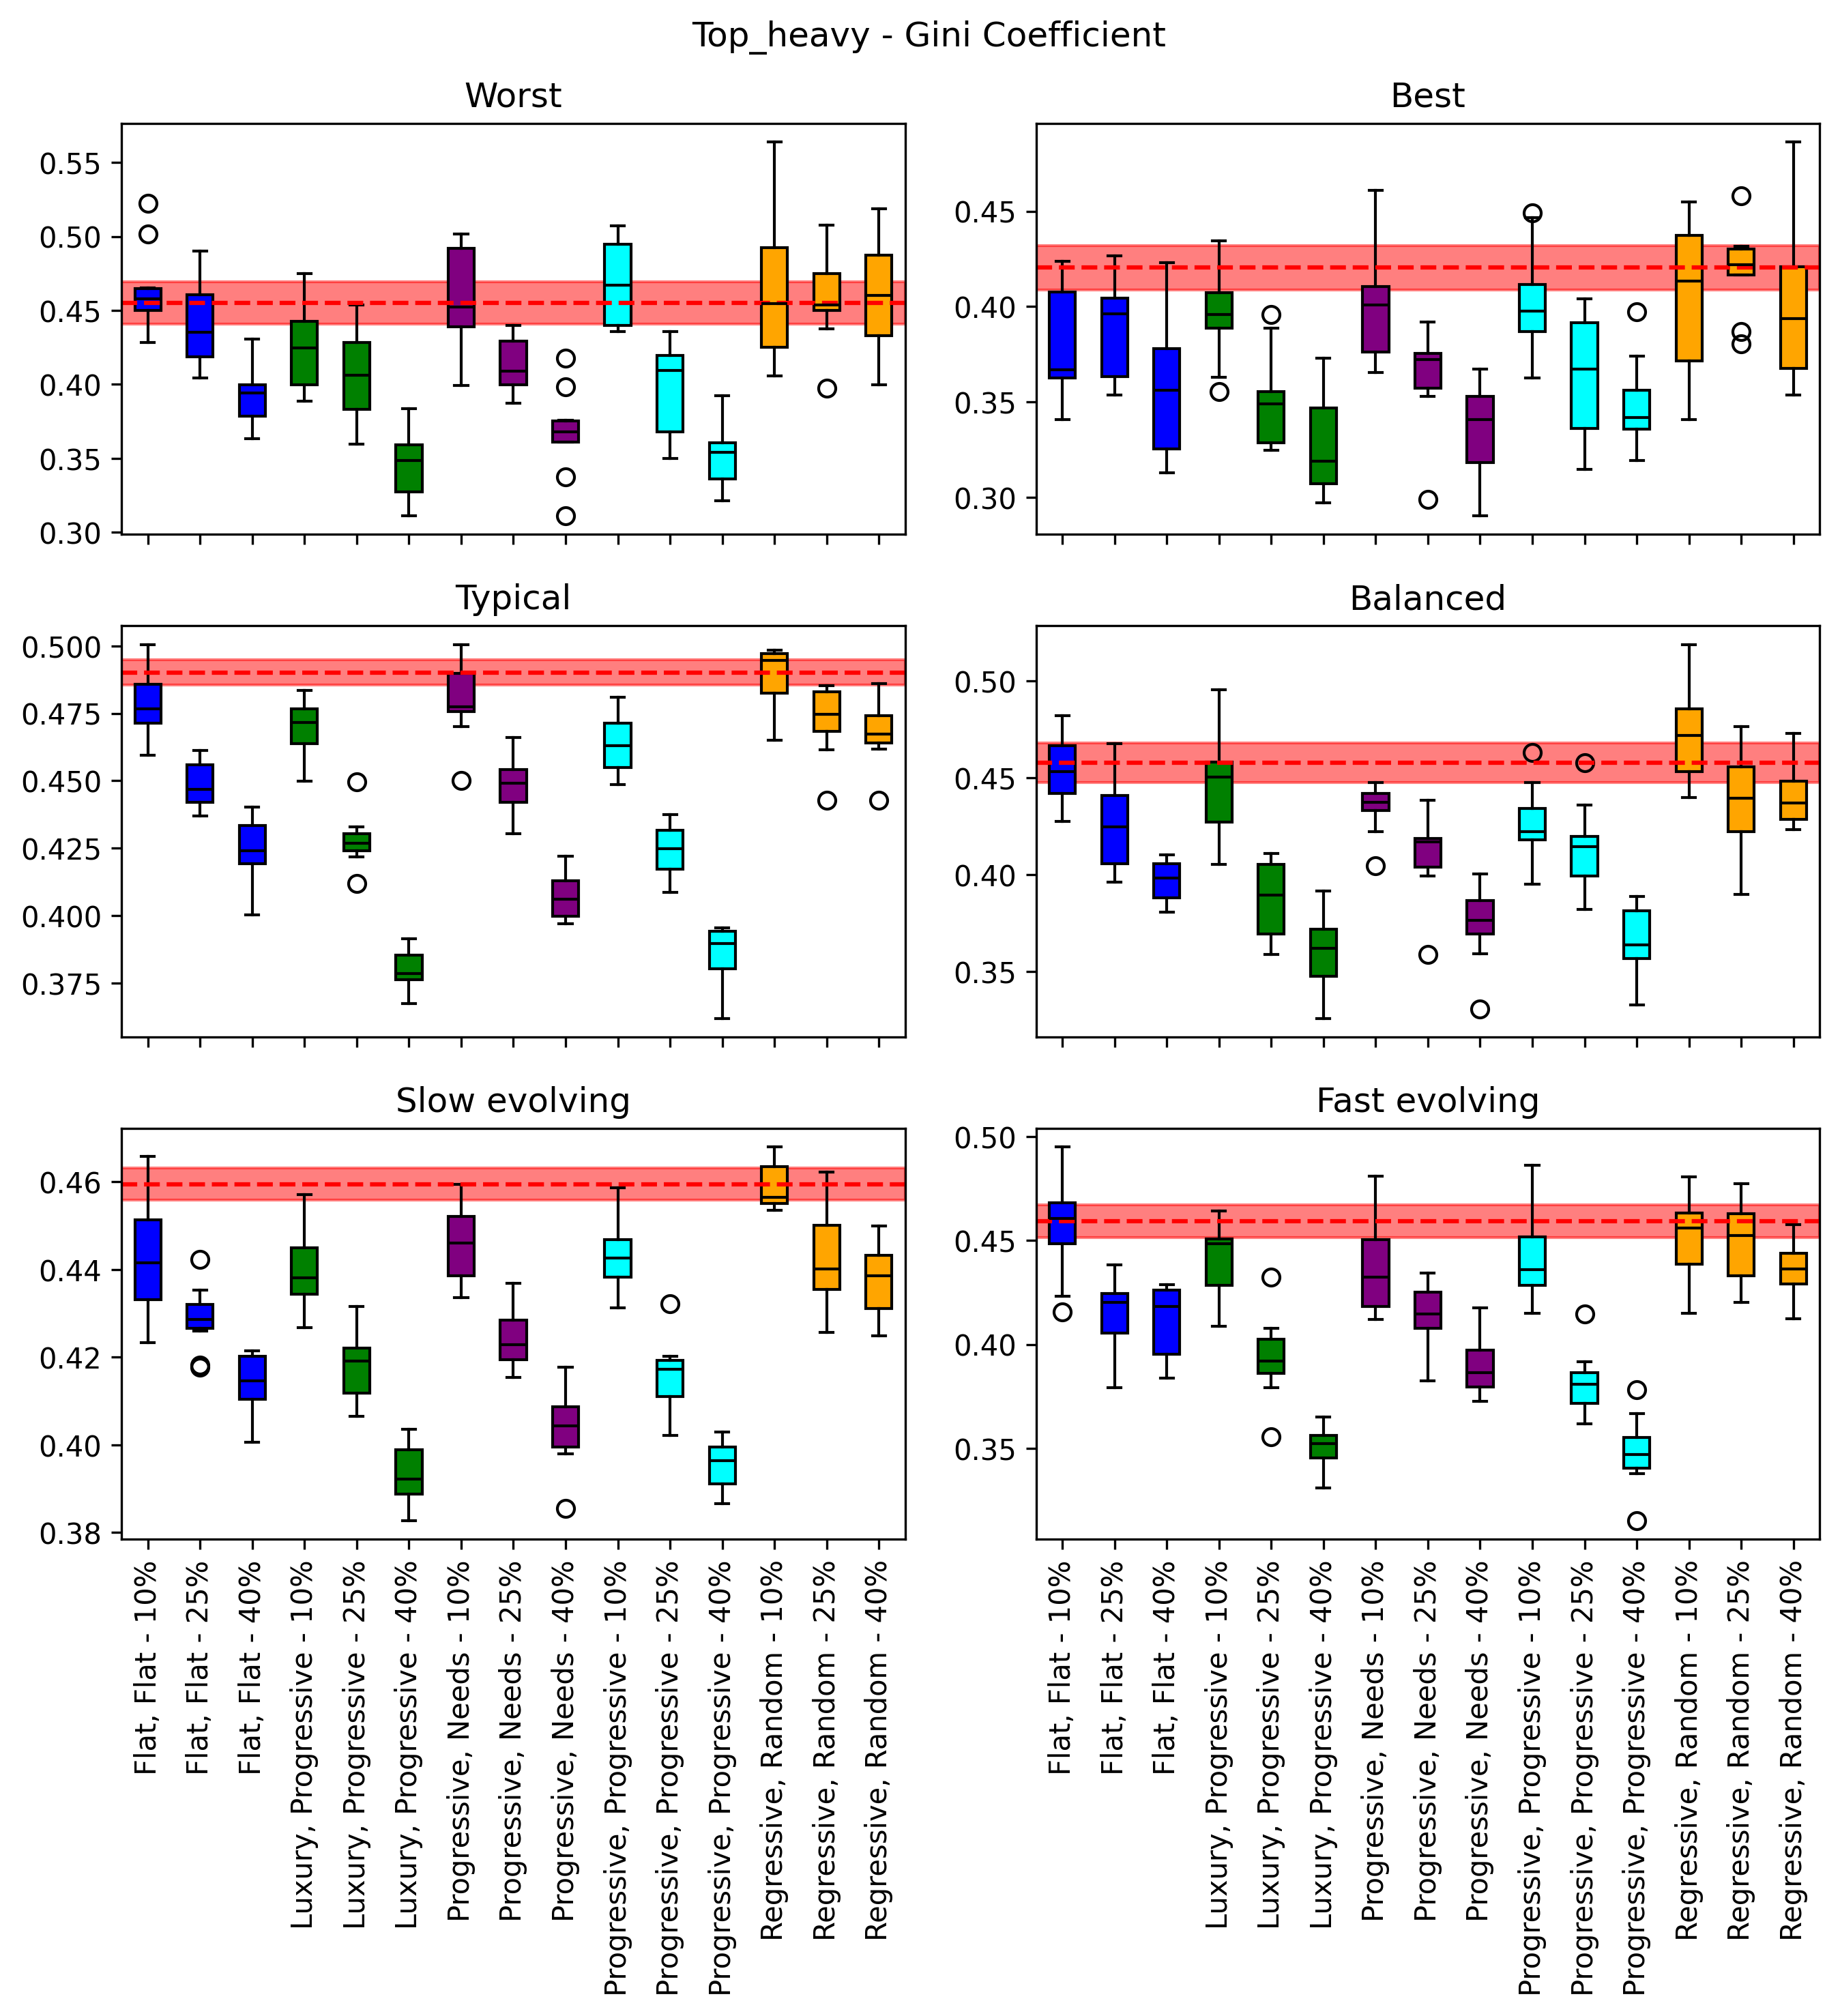 Top_heavy - Gini Coefficient
Worst
0.55
0.50
0.45
0.40
0.35
0.30
Best
0.45
0.40
0.35
0.30
Typical
0.500
0.475
0.450
0.425
0.400
0.375
Balanced
0.50
0.45
0.40
0.35
Slow evolving
0.46
0.44
0.42
0.40
0.38
Flat, Flat - 10%
Flat, Flat - 25%
Flat, Flat - 40%
Luxury, Progressive - 10%
Luxury, Progressive - 25%
Luxury, Progressive - 40%
Progressive, Needs - 10%
Progressive, Needs - 25%
Progressive, Needs - 40%
Progressive, Progressive - 10%
Progressive, Progressive - 25%
Progressive, Progressive - 40%
Regressive, Random - 10%
Regressive, Random - 25%
Regressive, Random - 40%
Fast evolving
0.50
0.45
0.40
0.35
Flat, Flat - 10%
Flat, Flat - 25%
Flat, Flat - 40%
Luxury, Progressive - 10%
Luxury, Progressive - 25%
Luxury, Progressive - 40%
Progressive, Needs - 10%
Progressive, Needs - 25%
Progressive, Needs - 40%
Progressive, Progressive - 10%
Progressive, Progressive - 25%
Progressive, Progressive - 40%
Regressive, Random - 10%
Regressive, Random - 25%
Regressive, Random - 40%